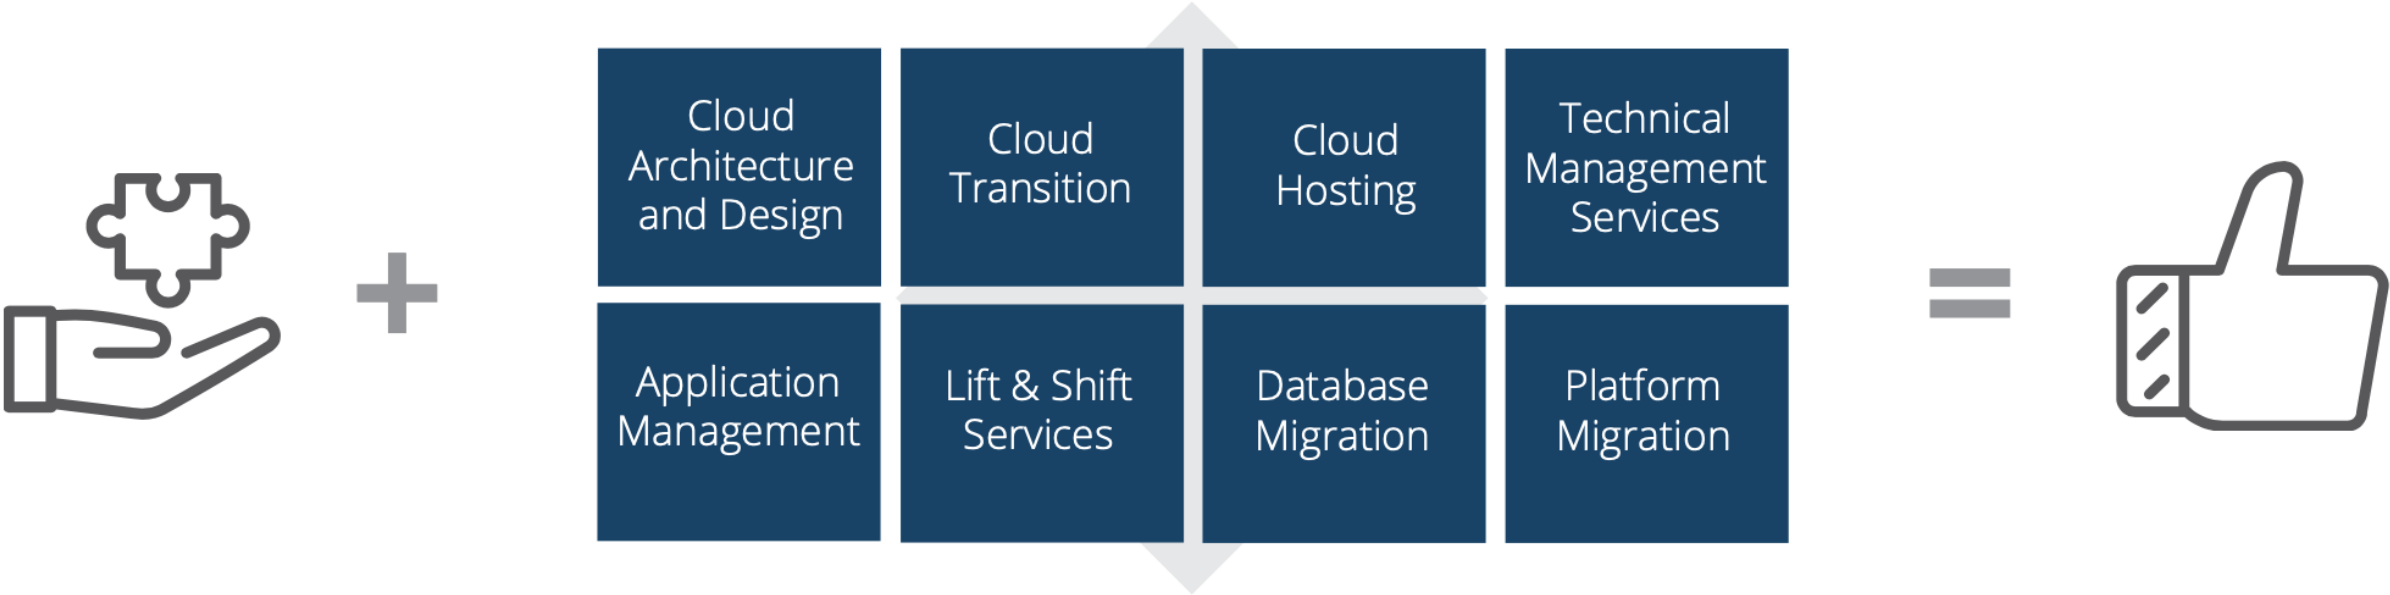 Cloud
Architecture
and Design
Cloud
Transition
Cloud
Hosting
Technical
Management
Services
Application
Management
Lift & Shift
Services
Database
Migration
Platform
Migration